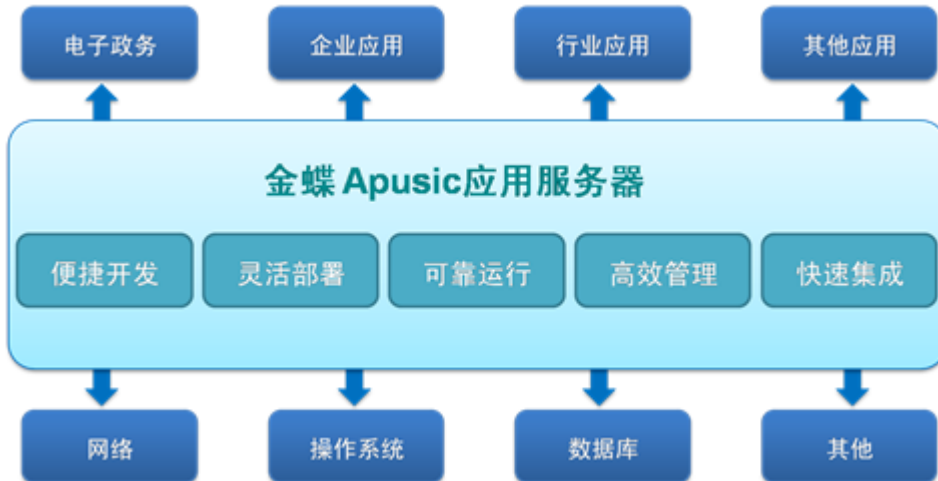 电子政务
企业应用
行业应用
其他应用
金蝶 Apusic应用服务器
便捷开发
灵活部署
可靠运行
高效管理
快速集成
网络
操作系统
数据库
其他